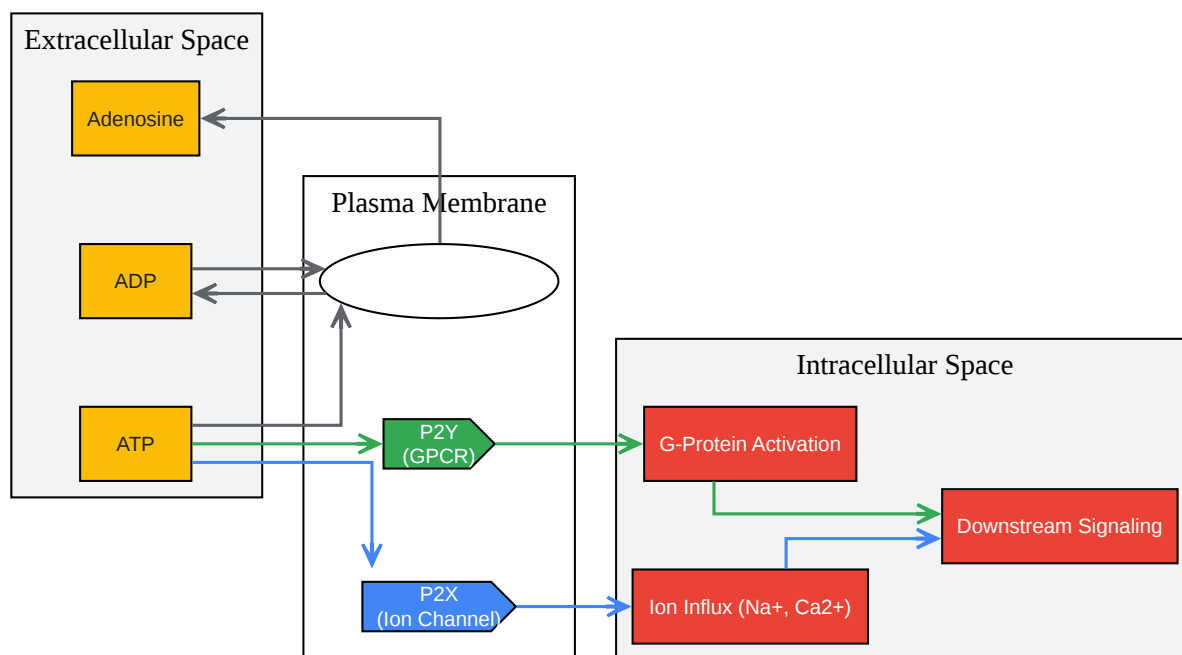 Extracellular Space
Adenosine
Plasma Membrane
ADP
Intracellular Space
ATP
P2Y
(GPCR)
G-Protein Activation
Downstream Signaling
P2X
(Ion Channel)
Ion Influx (Na+, Ca2+)